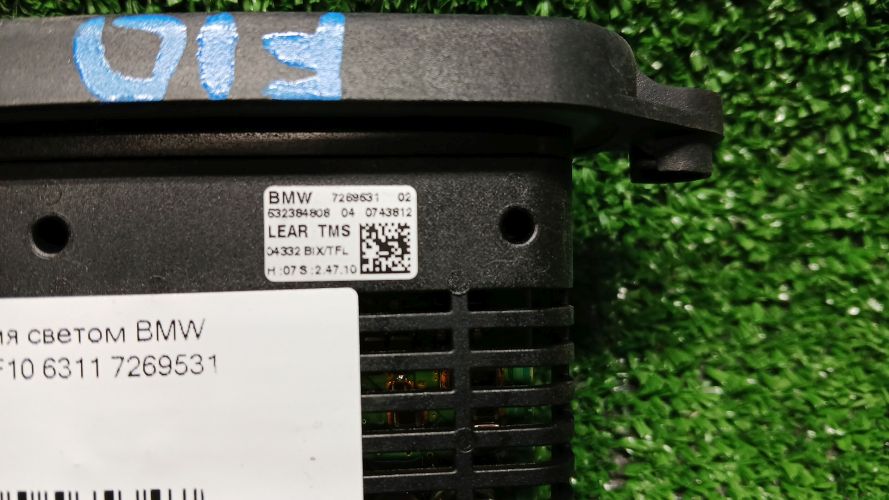 F10
BMW 7269531 02
632384808 04 0743812
LEAR TMS
04332 BIX/TFL
H:07 S:2.47.10
светом BMW
F10 6311 7269531